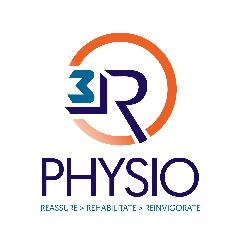 3R
PHYSIO
REASSURE > REHABILITATE > REINVIGORATE